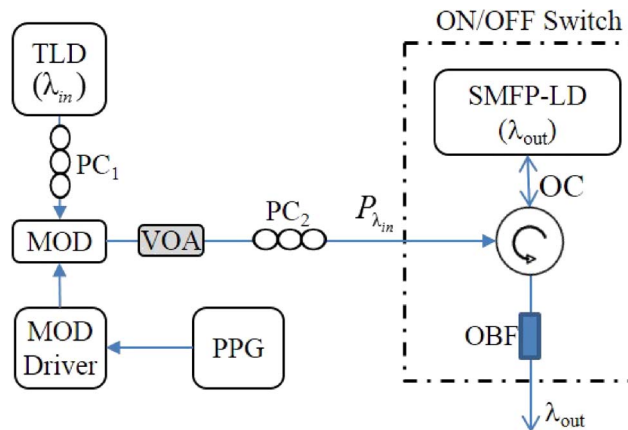 ON/OFF Switch
TLD
(λin)
PC1
MOD
VOA
PC2
Pλin
SMFP-LD
(λout)
OC
MOD
Driver
PPG
OBF
λout